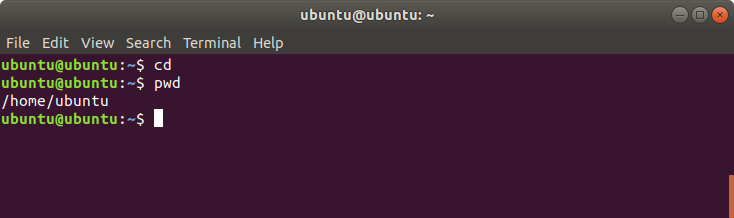 ubuntu@ubuntu: ~
File Edit View Search Terminal Help
ubuntu@ubuntu:~$ cd
ubuntu@ubuntu:~$ pwd
/home/ubuntu
ubuntu@ubuntu:~$